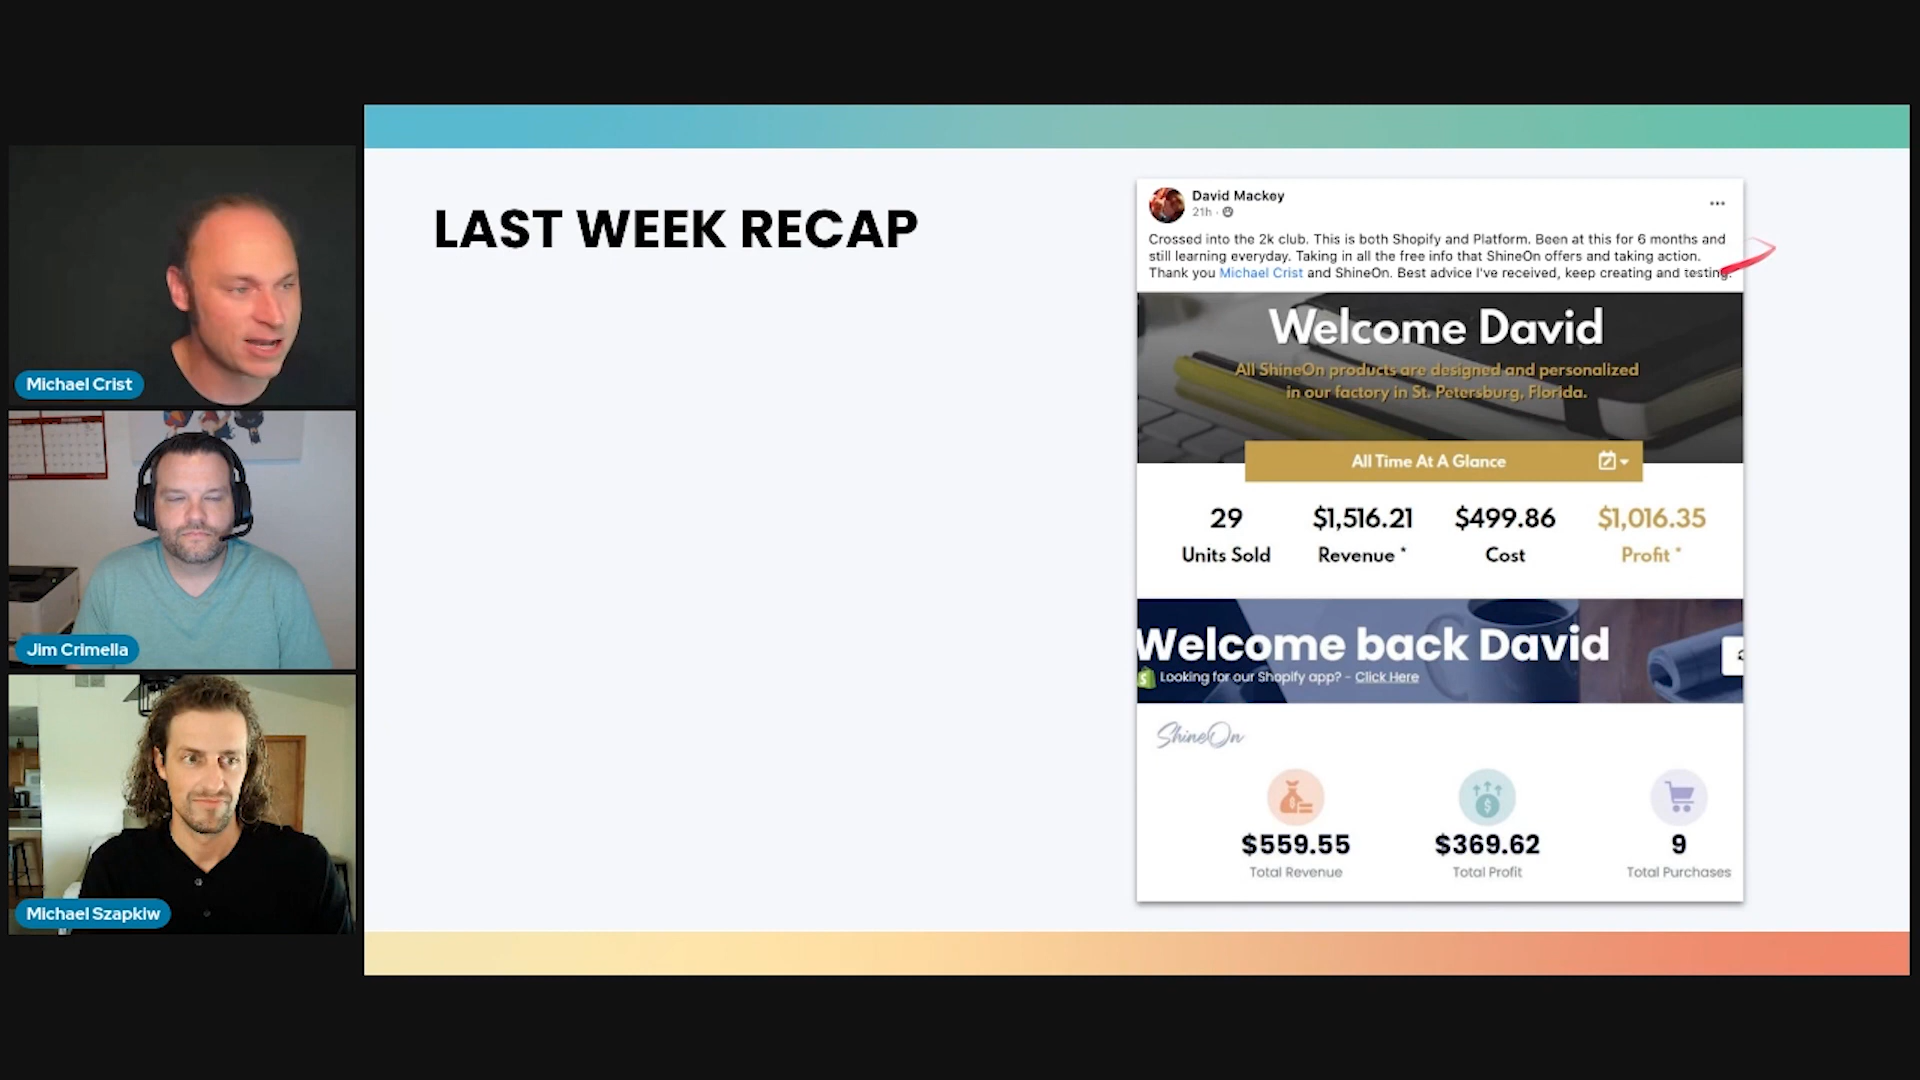 Michael Crist
Jim Crimella
Michael Szapkiw
LAST WEEK RECAP
David Mackey
21h ·
Crossed into the 2k club. This is both Shopify and Platform. Been at this for 6 months and
still learning everyday. Taking in all the free info that ShineOn offers and taking action.
Thank you Michael Crist and ShineOn. Best advice I've received, keep creating and testing.
Welcome David
All ShineOn products are designed and personalized
in our factory in St. Petersburg, Florida.
All Time At A Glance
29 $1,516.21 $499.86 $1,016.35
Units Sold Revenue * Cost Profit *
Welcome back David
Looking for our Shopify app? - Click Here
ShineOn
$559.55 $369.62 9
Total Revenue Total Profit Total Purchases